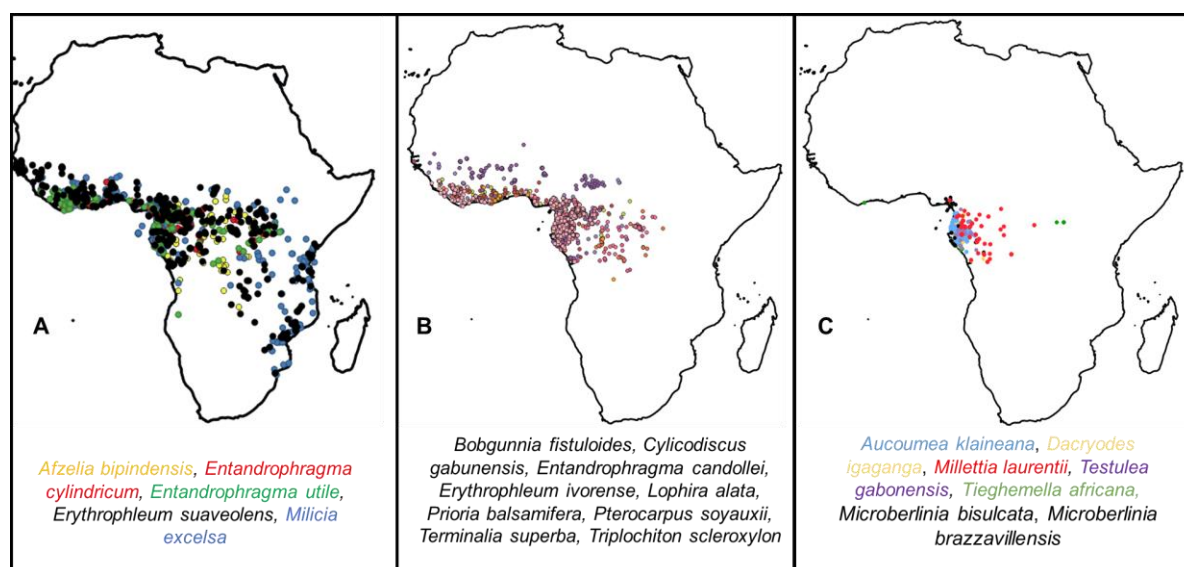 A
B
C
Afzelia bipindensis, Entandrophragma
cylindricum, Entandrophragma utile,
Erythrophleum suaveolens, Milicia
excelsa
Bobgunnia fistuloides, Cylicodiscus
gabunensis, Entandrophragma candollei,
Erythrophleum ivorense, Lophira alata,
Prioria balsamifera, Pterocarpus soyauxii,
Terminalia superba, Triplochiton scleroxylon
Aucoumea klaineana, Dacryodes
igaganga, Millettia laurentii, Testulea
gabonensis, Tieghemella africana,
Microberlinia bisulcata, Microberlinia
brazzavillensis